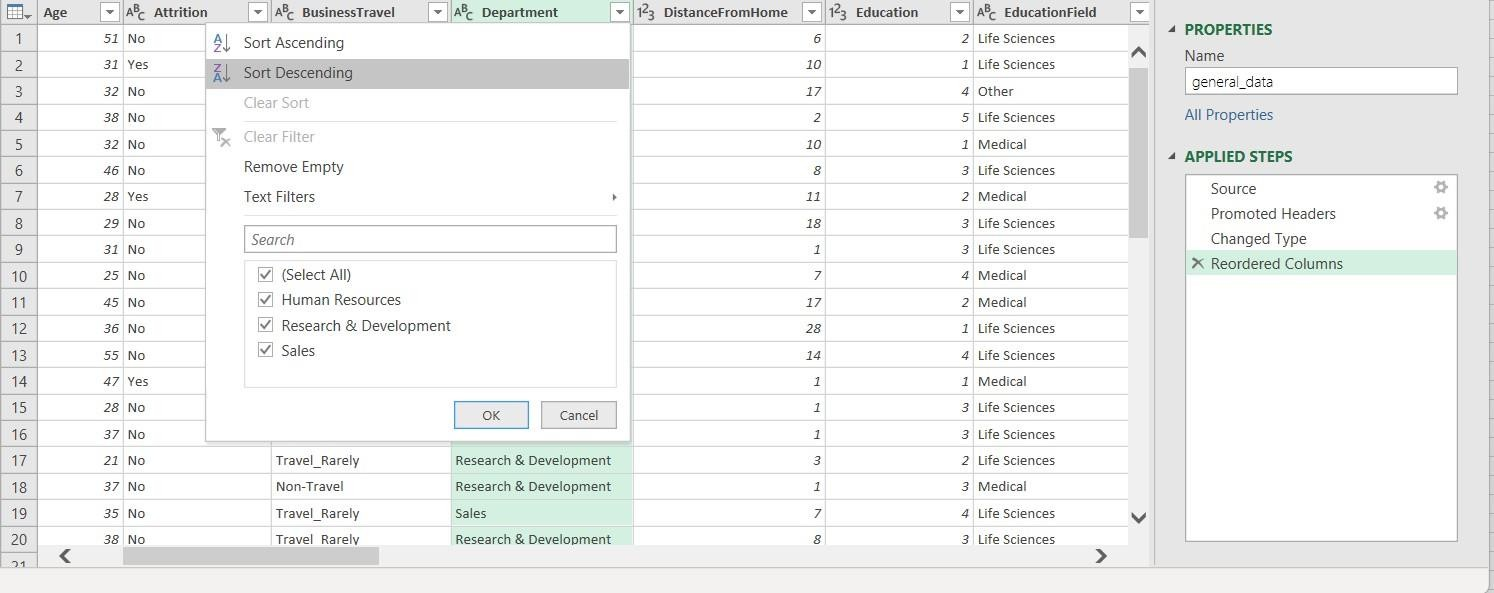 Age ABC Attrition ABC BusinessTravel ABC Department 123 DistanceFromHome 123 Education ABC EducationField
1 51 No 6 2 Life Sciences
2 31 Yes 10 1 Life Sciences
3 32 No 17 4 Other
4 38 No 2 5 Life Sciences
5 32 No 10 1 Medical
6 46 No 8 3 Life Sciences
7 28 Yes 11 2 Medical
8 29 No 18 3 Life Sciences
9 31 No 1 3 Life Sciences
10 25 No 7 4 Medical
11 45 No 17 2 Medical
12 36 No 28 1 Life Sciences
13 55 No 14 4 Life Sciences
14 47 Yes 1 1 Medical
15 28 No 1 3 Life Sciences
16 37 No 1 3 Life Sciences
17 21 No Travel_Rarely Research & Development 3 2 Life Sciences
18 37 No Non-Travel Research & Development 1 3 Medical
19 35 No Travel_Rarely Sales 7 4 Life Sciences
20 38 No Travel_Rarely Research & Development 8 3 Life Sciences
21
AZ Sort Ascending
ZA Sort Descending
Clear Sort
Clear Filter
Remove Empty
Text Filters
Search
(Select All)
Human Resources
Research & Development
Sales
OK Cancel
PROPERTIES
Name
general_data
All Properties
APPLIED STEPS
Source
Promoted Headers
Changed Type
Reordered Columns